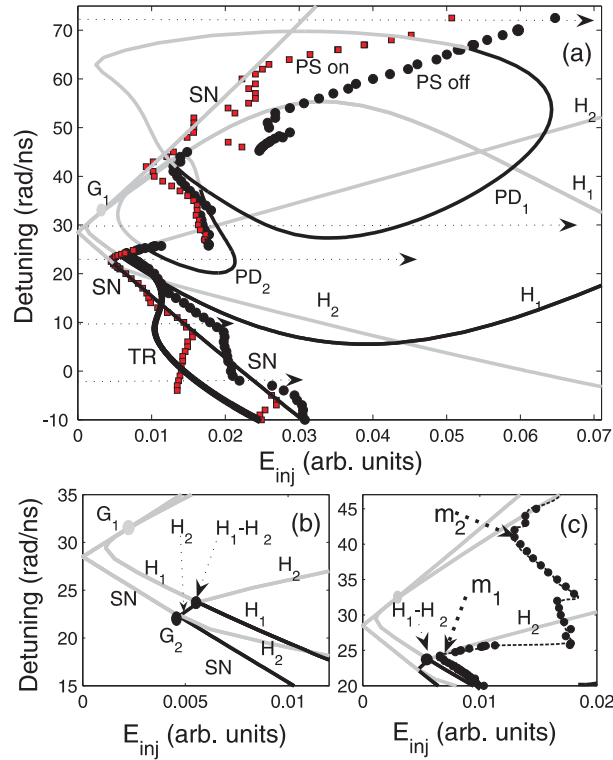 (a)
Detuning (rad/ns)
70
60
50
40
30
20
10
0
-10
SN
PS on
PS off
H2
G1
H1
PD1
PD2
SN
H2
H1
TR
SN
0 0.01 0.02 0.03 0.04 0.05 0.06 0.07
Einj (arb. units)
(b)
Detuning (rad/ns)
35
30
25
20
15
G1
H2
H1-H2
H2
H1
SN
H1
G2
H2
SN
0 0.005 0.01
Einj (arb. units)
(c)
45
40
35
30
25
20
m2
m1
H1-H2
H2
0 0.01 0.02
Einj (arb. units)